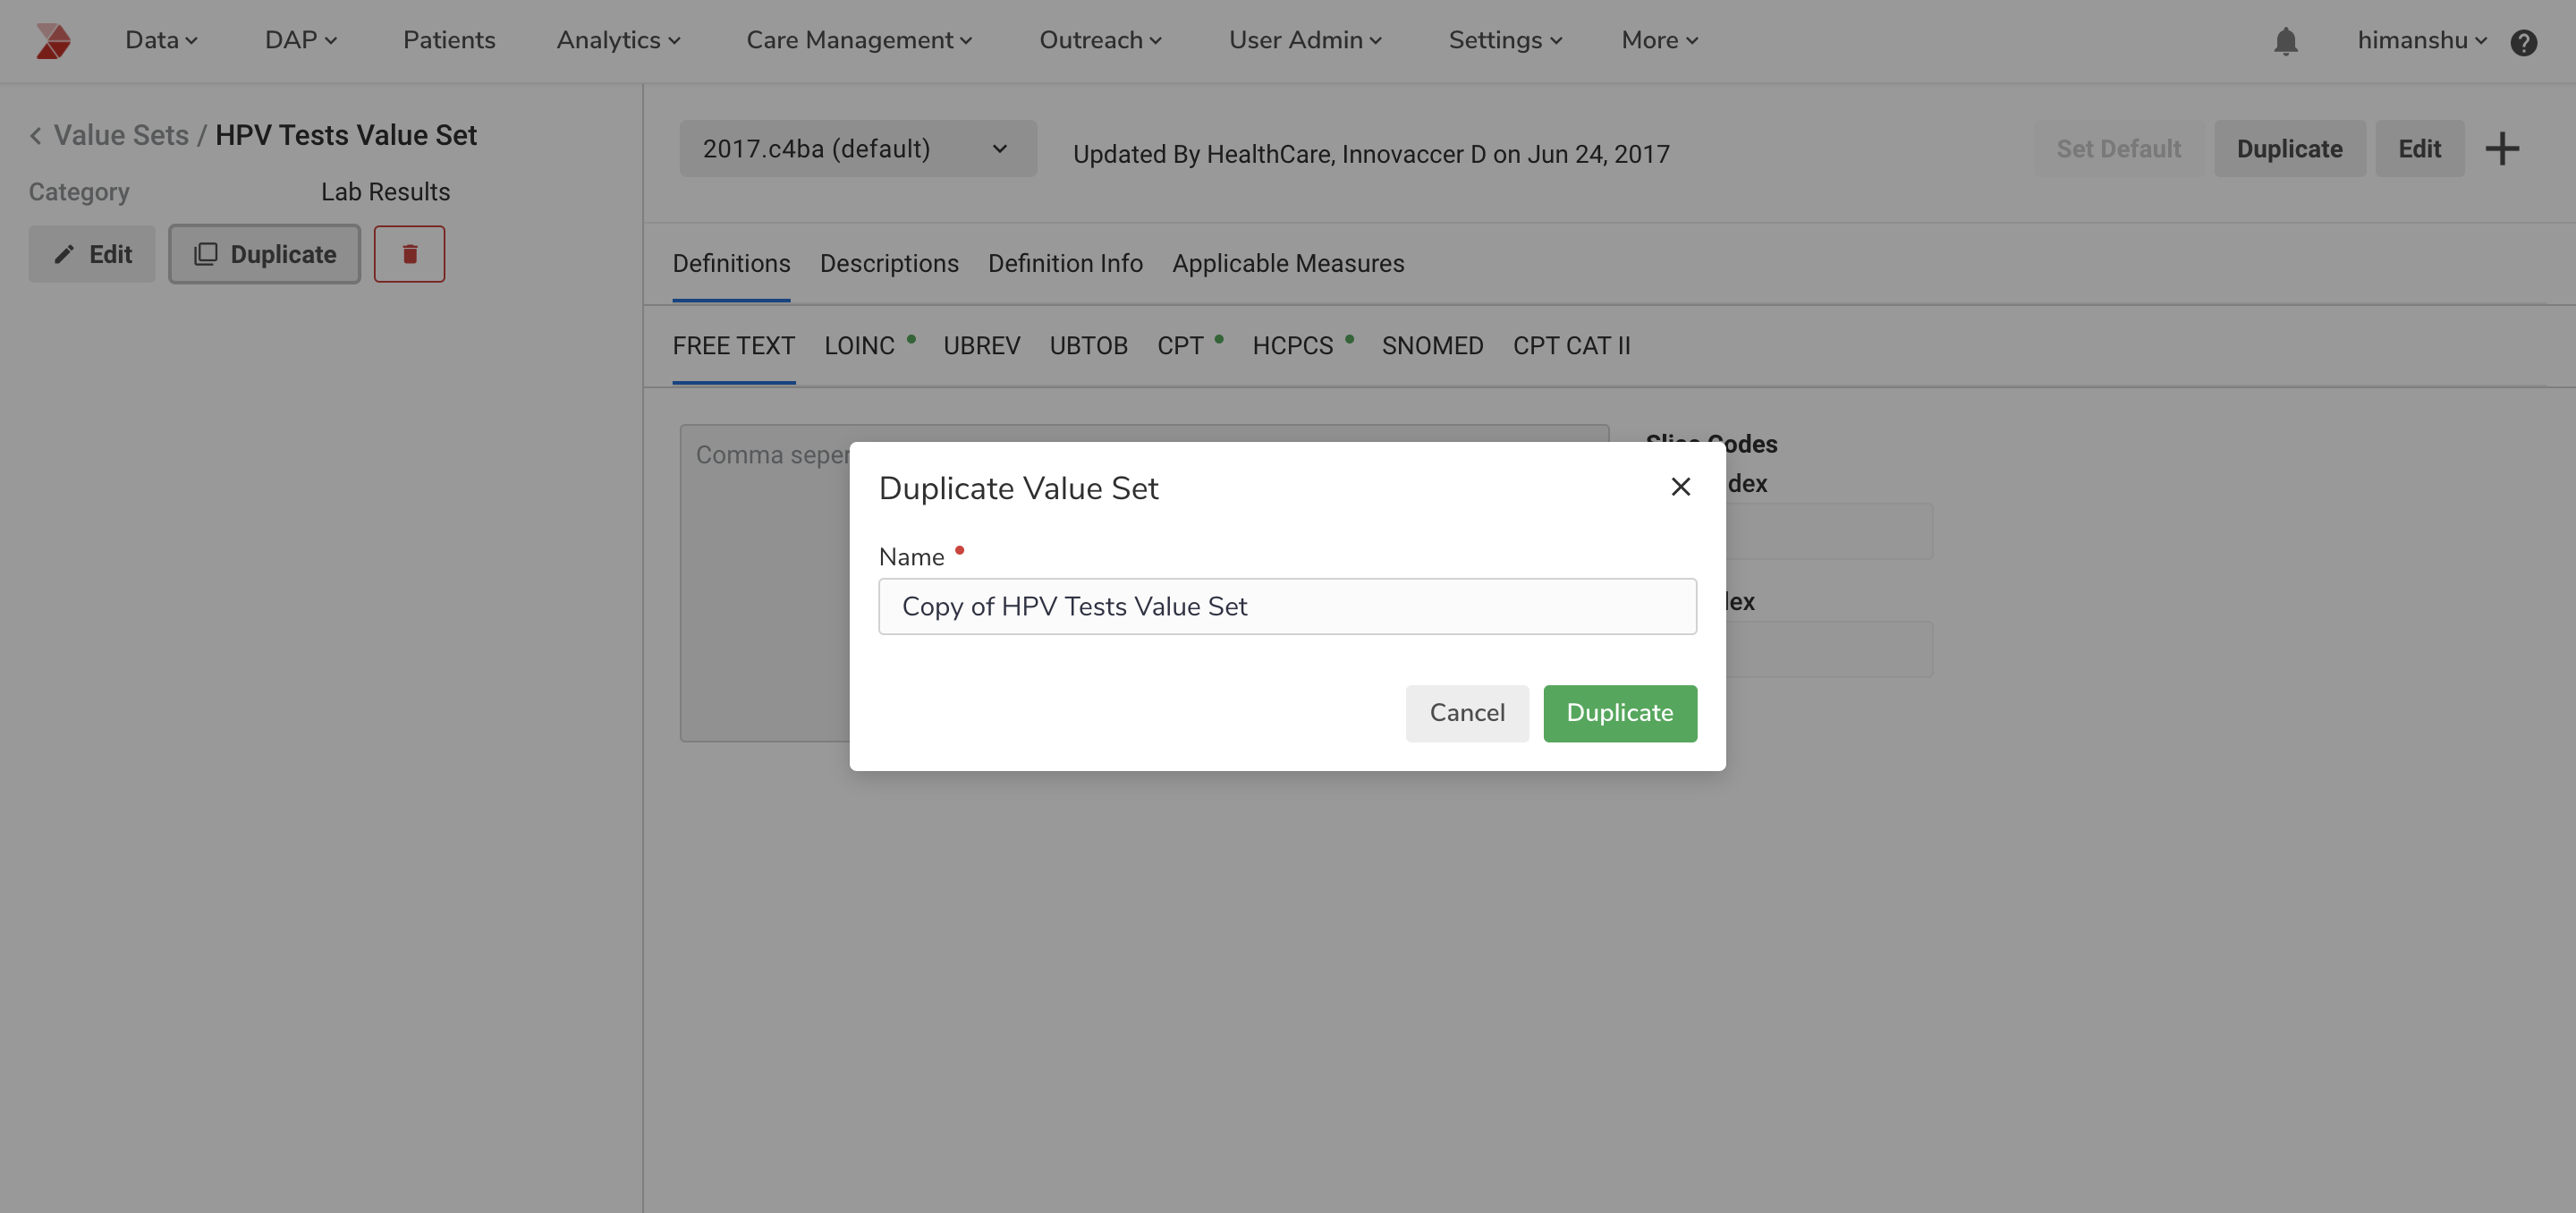 Data DAP Patients Analytics Care Management Outreach User Admin Settings More himanshu ?
Value Sets / HPV Tests Value Set
Category Lab Results
Edit Duplicate
2017.c4ba (default) Updated By HealthCare, Innovaccer D on Jun 24, 2017 Set Default Duplicate Edit
Definitions Descriptions Definition Info Applicable Measures
FREE TEXT LOINC UBREV UBTOB CPT HCPCS SNOMED CPT CAT II
Comma seper
Slice Codes
dex
lex
Duplicate Value Set
Name
Copy of HPV Tests Value Set
Cancel Duplicate